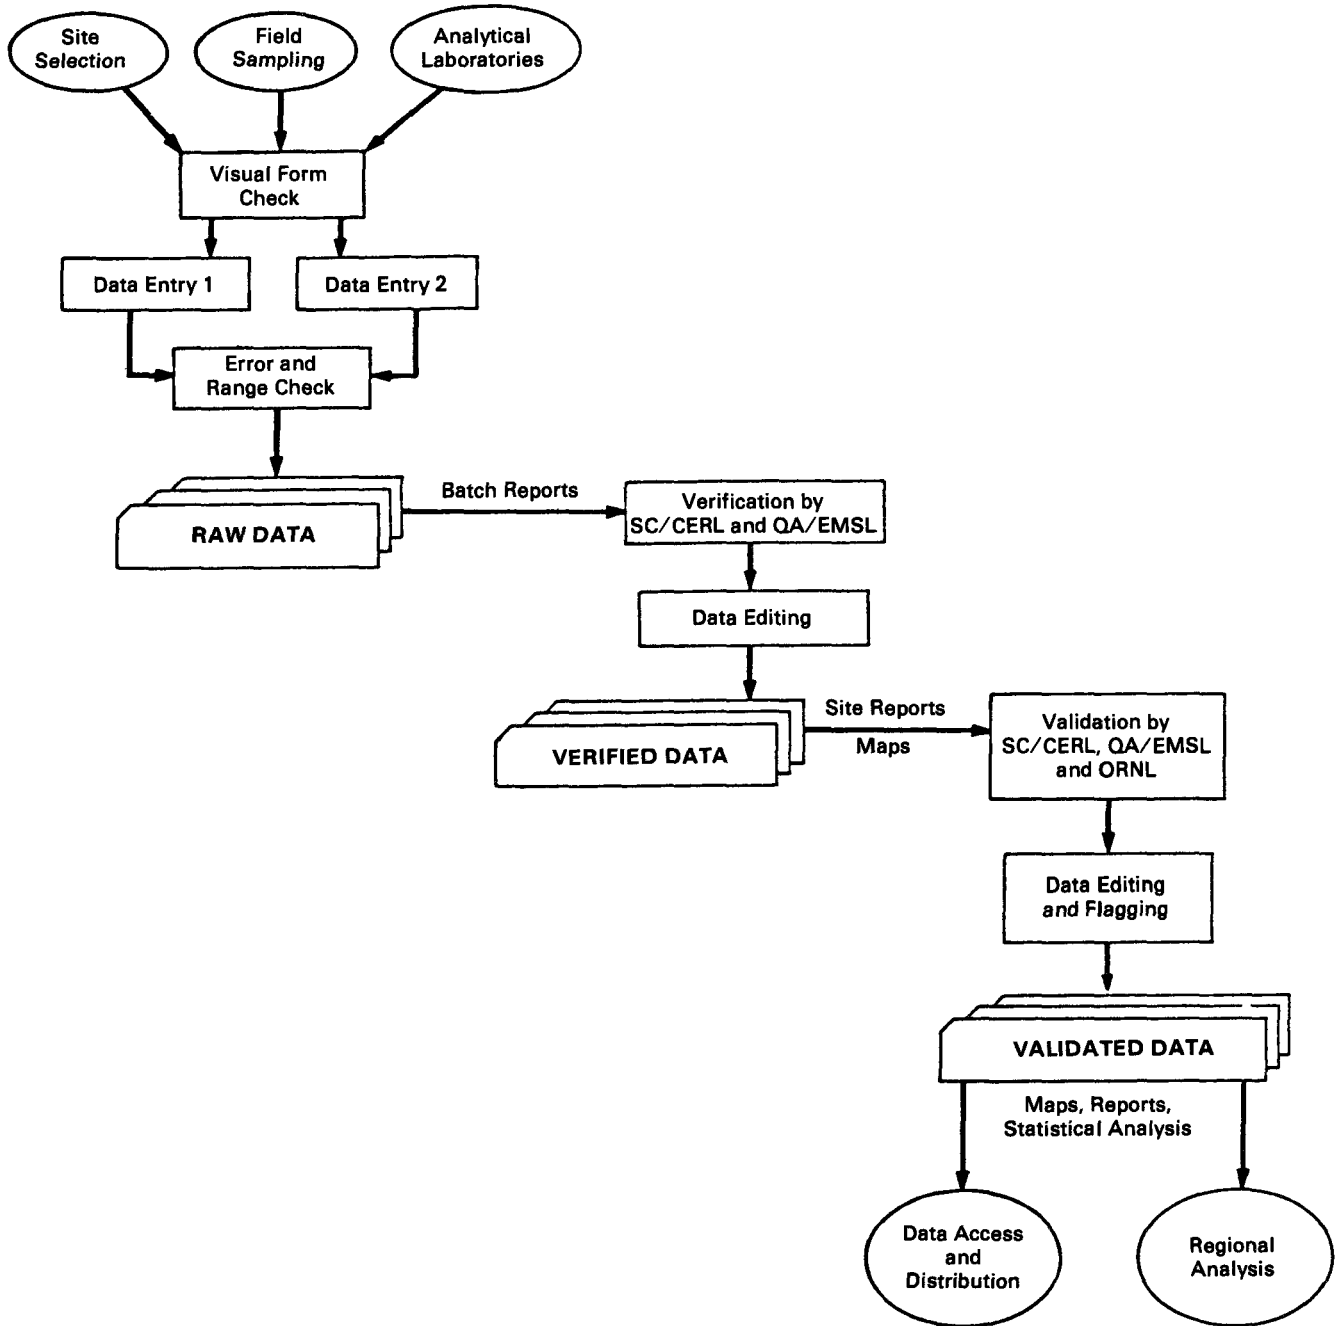 Site
Selection
Field
Sampling
Analytical
Laboratories
Visual Form
Check
Data Entry 1
Data Entry 2
Error and
Range Check
RAW DATA
Batch Reports
Verification by
SC/CERL and QA/EMSL
Data Editing
VERIFIED DATA
Site Reports
Maps
Validation by
SC/CERL, QA/EMSL
and ORNL
Data Editing
and Flagging
VALIDATED DATA
Maps, Reports,
Statistical Analysis
Data Access
and
Distribution
Regional
Analysis